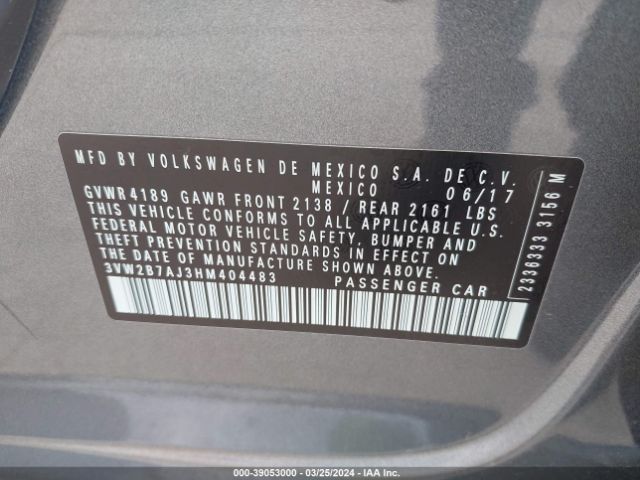 MFD BY VOLKSWAGEN DE MEXICO S.A. DE C.V.
MEXICO 06/17
GVWR 4189 GAWR FRONT 2138 / REAR 2161 LBS
THIS VEHICLE CONFORMS TO ALL APPLICABLE U.S.
FEDERAL MOTOR VEHICLE SAFETY, BUMPER AND
THEFT PREVENTION STANDARDS IN EFFECT ON
THE DATE OF MANUFACTURE SHOWN ABOVE.
3VW2B7AJ3HM404483 PASSENGER CAR
2336333 3156 M
000-39053000 / 03/25/2024 - IAA Inc.